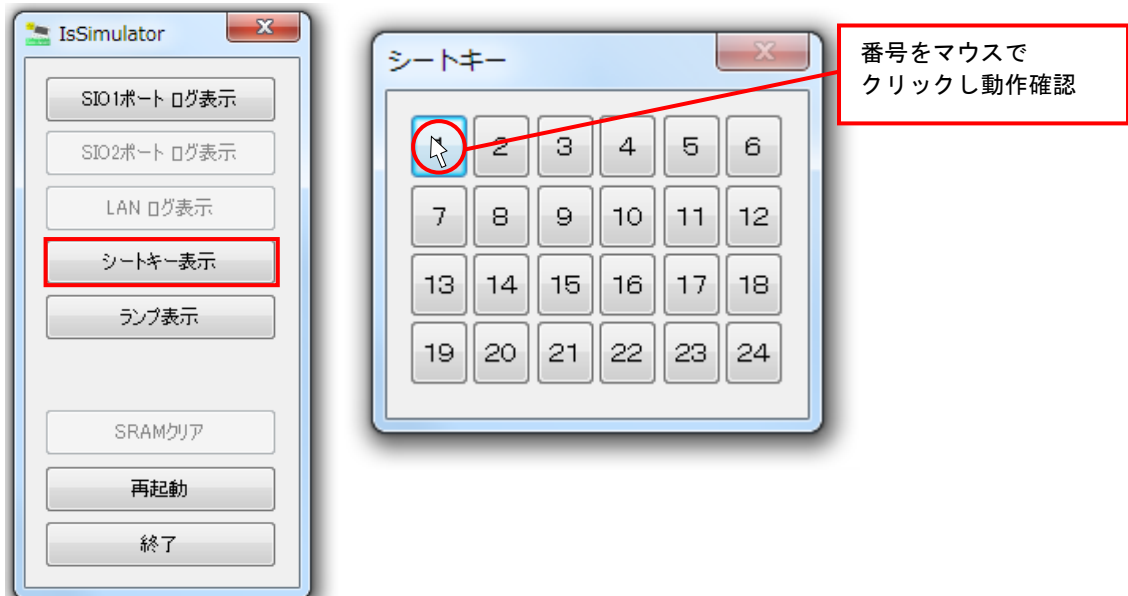 IsSimulator
SIO1ポート ログ表示
SIO2ポート ログ表示
LAN ログ表示
シートキー表示
ランプ表示
SRAMクリア
再起動
終了
シートキー
1 2 3 4 5 6
7 8 9 10 11 12
13 14 15 16 17 18
19 20 21 22 23 24
番号をマウスで
クリックし動作確認